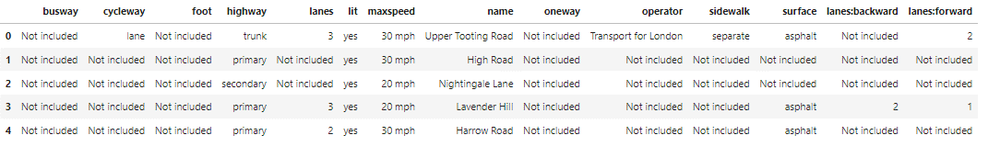 busway cycleway foot highway lanes lit maxspeed name oneway operator sidewalk surface lanes:backward lanes:forward
0 Not included lane Not included trunk 3 yes 30 mph Upper Tooting Road Not included Transport for London separate asphalt Not included 2
1 Not included Not included Not included primary Not included yes 30 mph High Road Not included Not included Not included Not included Not included Not included
2 Not included Not included Not included secondary Not included yes 20 mph Nightingale Lane Not included Not included Not included Not included Not included Not included
3 Not included Not included Not included primary 3 yes 20 mph Lavender Hill Not included Not included Not included asphalt 2 1
4 Not included Not included Not included primary 2 yes 30 mph Harrow Road Not included Not included Not included asphalt Not included Not included